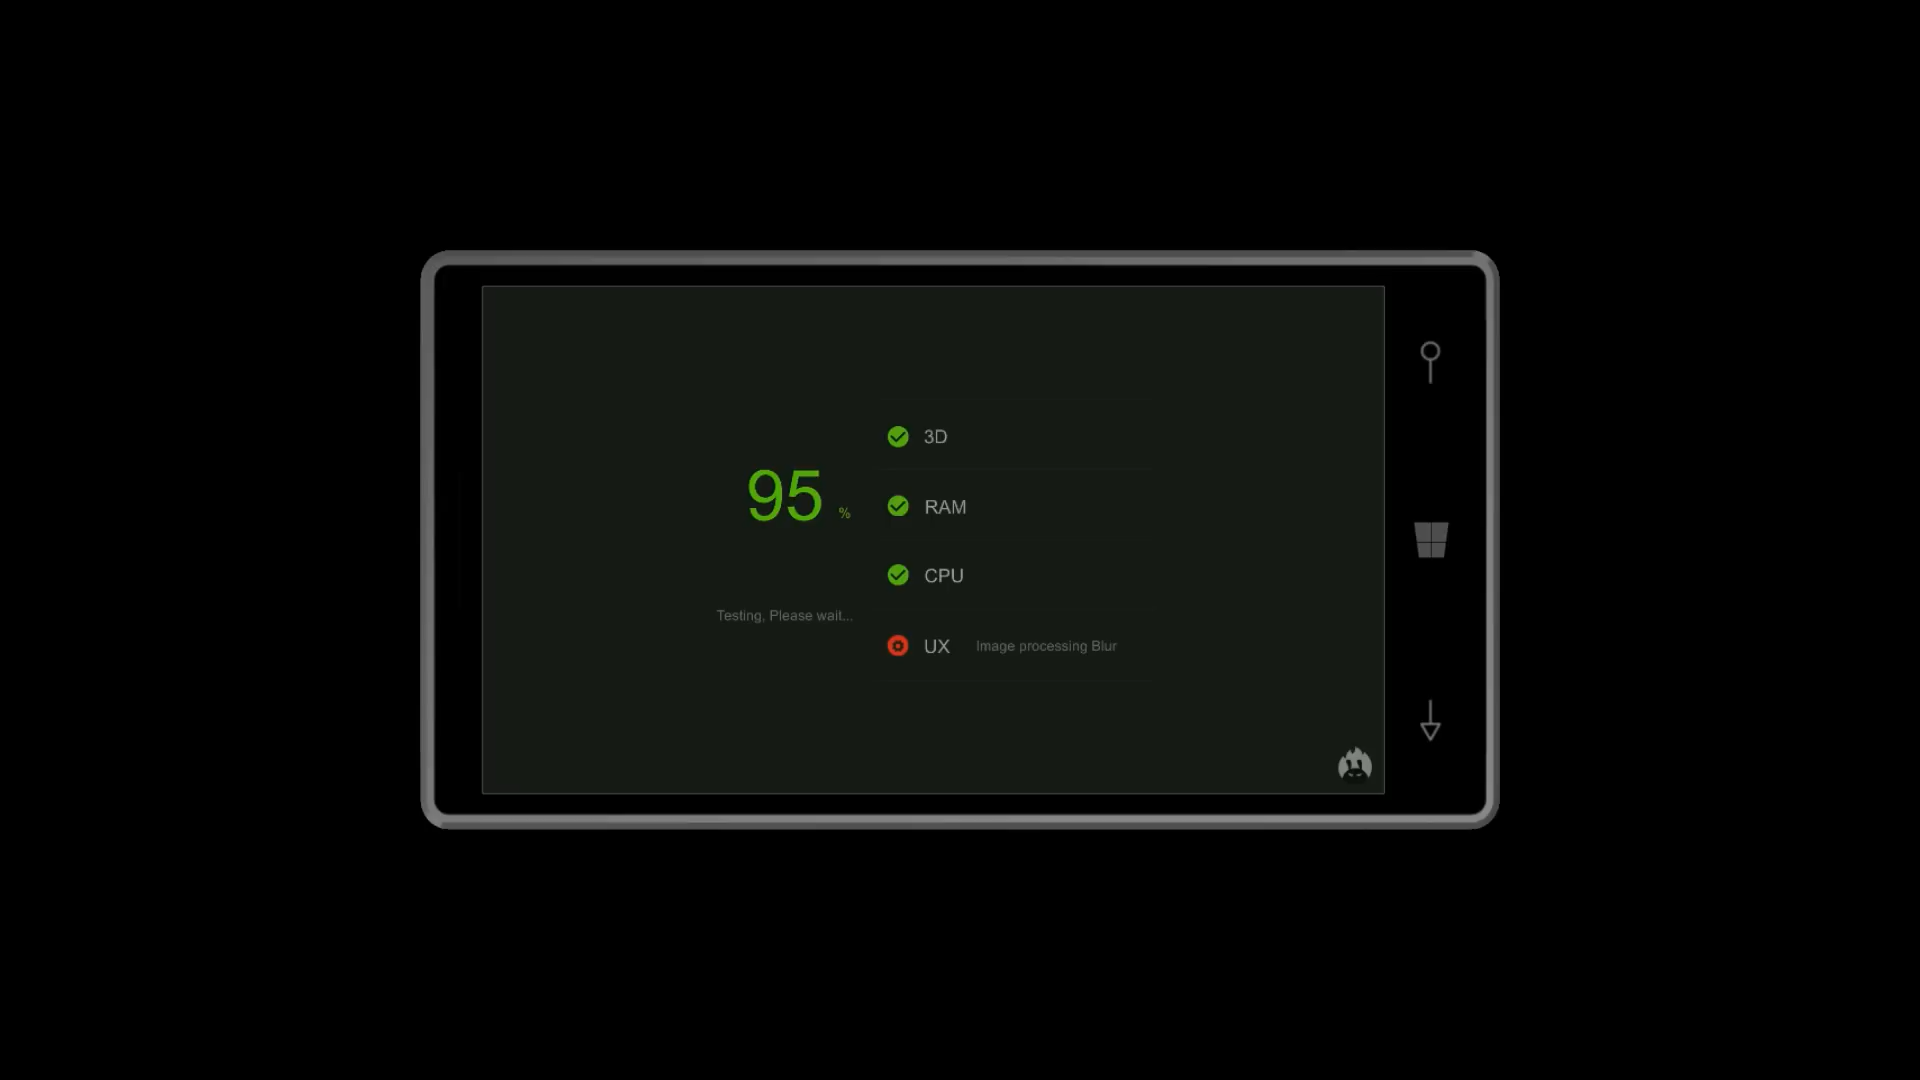 95 %
Testing, Please wait...
3D
RAM
CPU
UX Image processing Blur